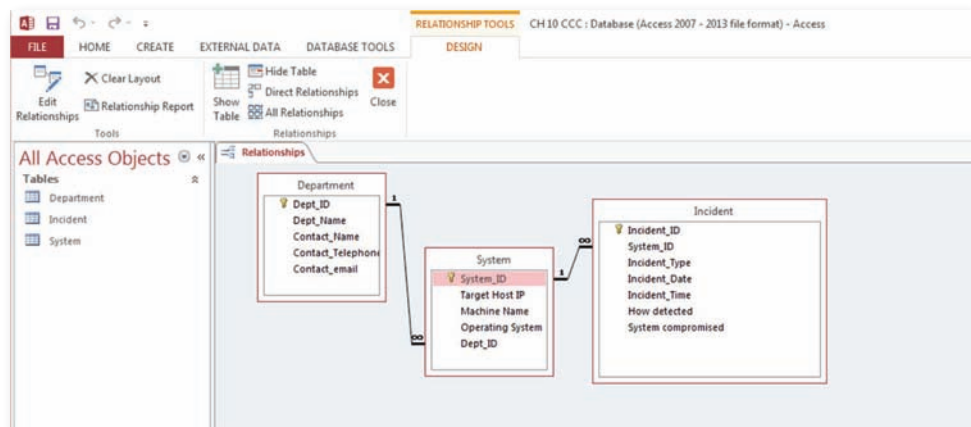 RELATIONSHIP TOOLS
CH 10 CCC : Database (Access 2007 - 2013 file format) - Access
FILE HOME CREATE EXTERNAL DATA DATABASE TOOLS DESIGN
Edit Relationships
Clear Layout
Relationship Report
Tools
Show Table
Hide Table
Direct Relationships
All Relationships
Close
Relationships
All Access Objects
Tables
Department
Incident
System
Relationships
Department
Dept_ID
Dept_Name
Contact_Name
Contact_Telephone
Contact_email
1
∞
System
System_ID
Target Host IP
Machine Name
Operating System
Dept_ID
1
∞
Incident
Incident_ID
System_ID
Incident_Type
Incident_Date
Incident_Time
How detected
System compromised